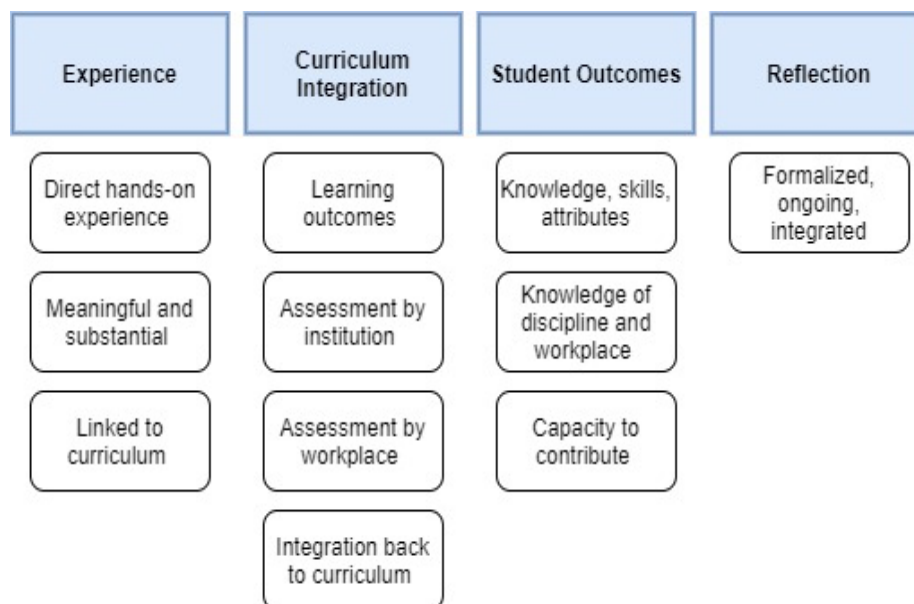 Experience
Curriculum
Integration
Student Outcomes
Reflection
Direct hands-on
experience
Meaningful and
substantial
Linked to
curriculum
Learning
outcomes
Assessment by
institution
Assessment by
workplace
Integration back
to curriculum
Knowledge, skills,
attributes
Knowledge of
discipline and
workplace
Capacity to
contribute
Formalized,
ongoing,
integrated